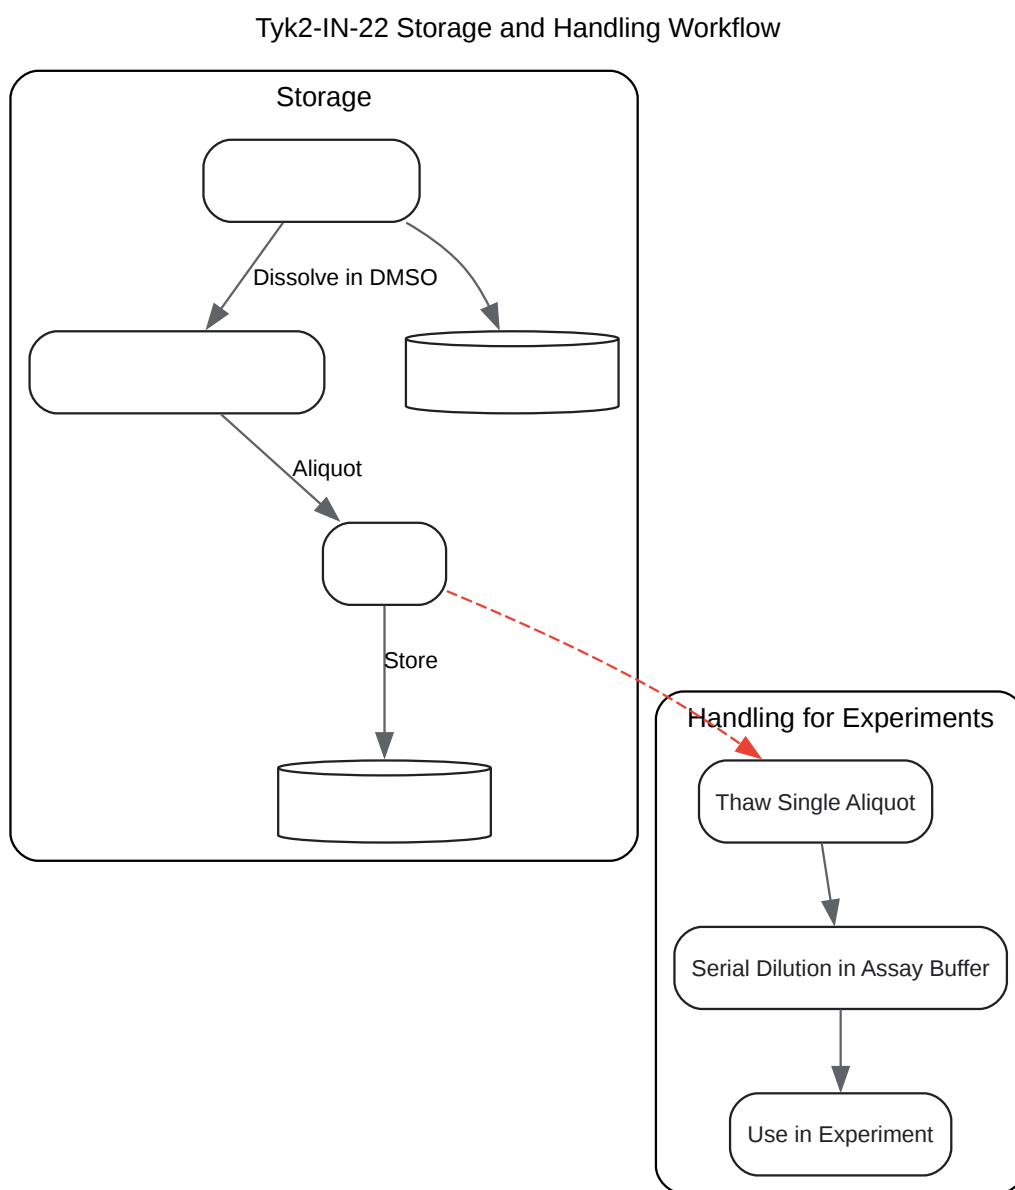 Tyk2-IN-22 Storage and Handling Workflow
Storage
Dissolve in DMSO
Aliquot
Store
Handling for Experiments
Thaw Single Aliquot
Serial Dilution in Assay Buffer
Use in Experiment